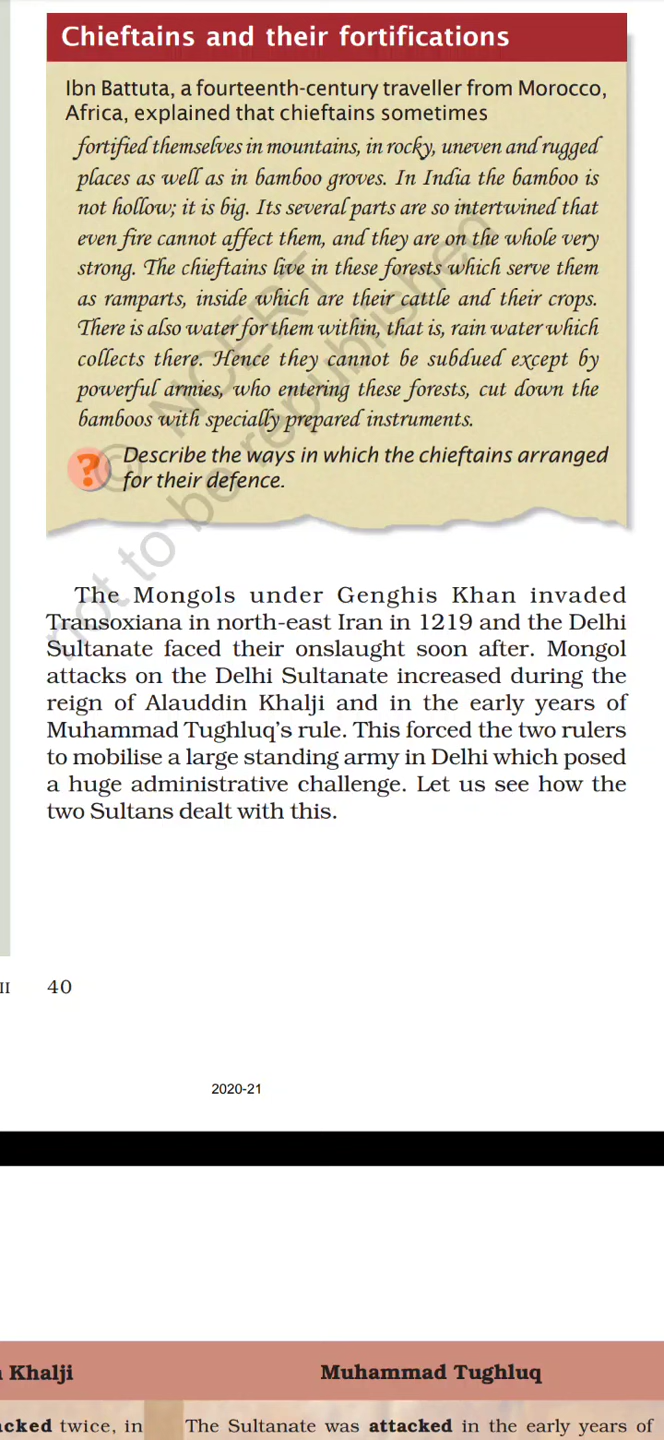 Chieftains and their fortifications
Ibn Battuta, a fourteenth-century traveller from Morocco,
Africa, explained that chieftains sometimes
fortified themselves in mountains, in rocky, uneven and rugged
places as well as in bamboo groves. In India the bamboo is
not hollow; it is big. Its several parts are so intertwined that
even fire cannot affect them, and they are on the whole very
strong. The chieftains live in these forests which serve them
as ramparts, inside which are their cattle and their crops.
There is also water for them within, that is, rain water which
collects there. Hence they cannot be subdued except by
powerful armies, who entering these forests, cut down the
bamboos with specially prepared instruments.
?
Describe the ways in which the chieftains arranged
for their defence.
© NCERT
not to be republished
The Mongols under Genghis Khan invaded
Transoxiana in north-east Iran in 1219 and the Delhi
Sultanate faced their onslaught soon after. Mongol
attacks on the Delhi Sultanate increased during the
reign of Alauddin Khalji and in the early years of
Muhammad Tughluq's rule. This forced the two rulers
to mobilise a large standing army in Delhi which posed
a huge administrative challenge. Let us see how the
two Sultans dealt with this.
II 40
2020-21
Khalji Muhammad Tughluq
cked twice, in The Sultanate was attacked in the early years of